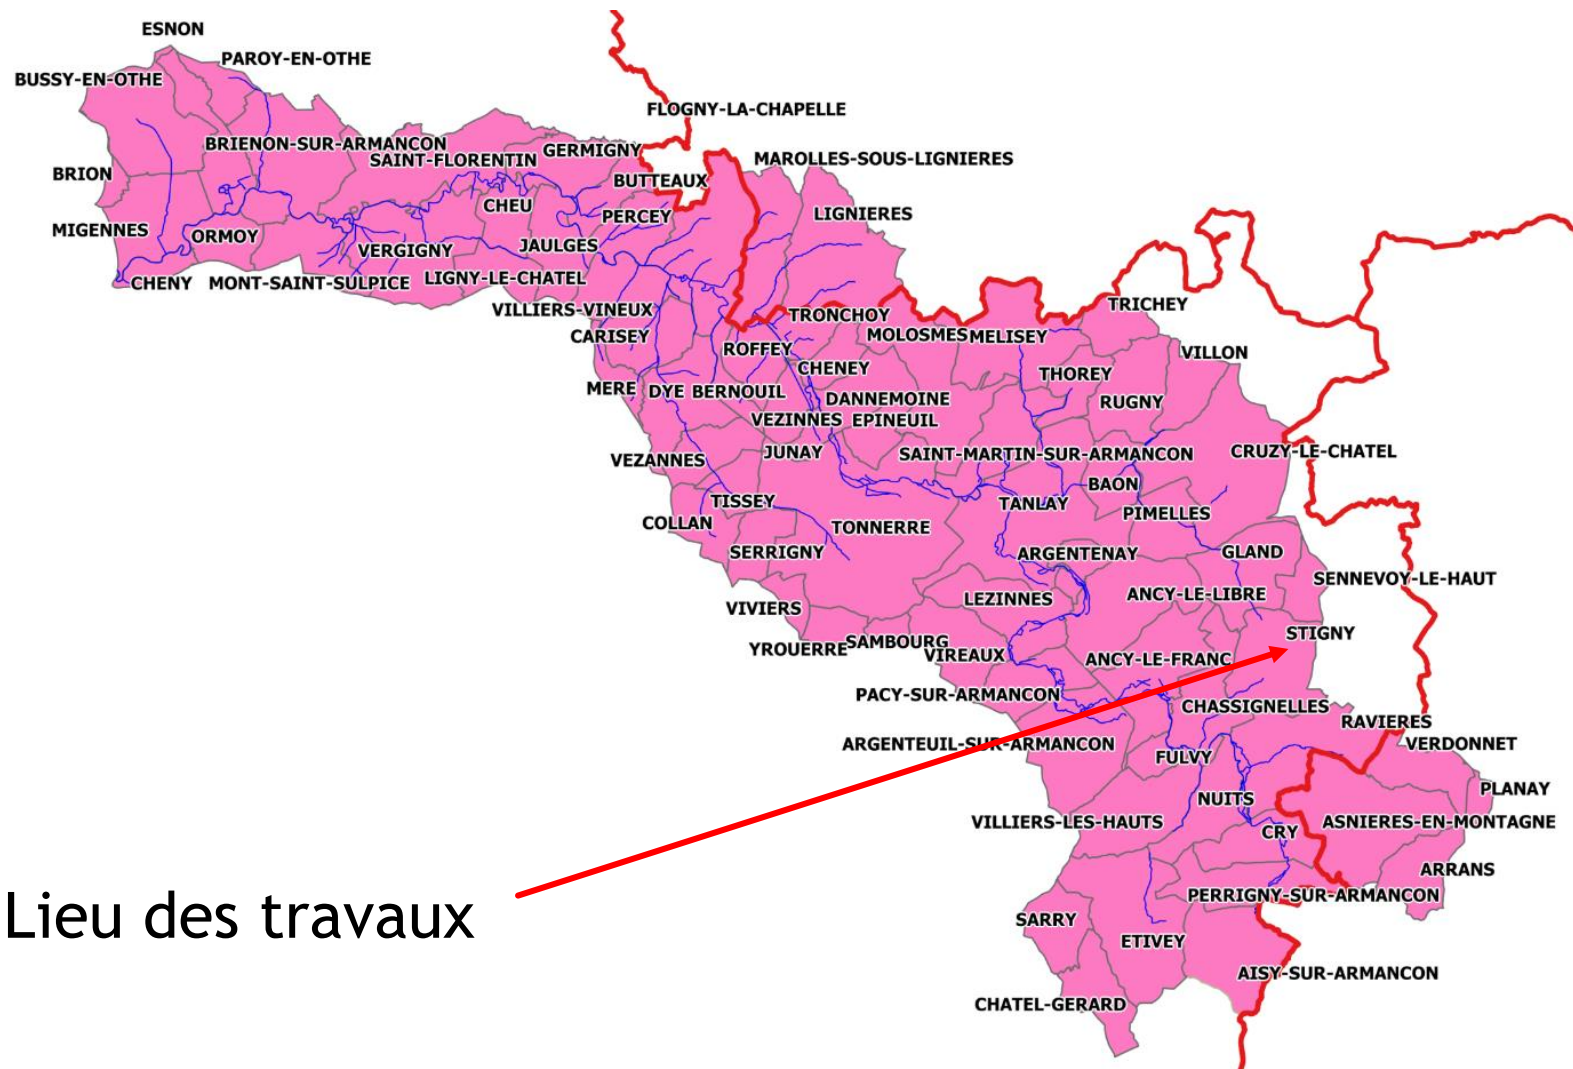 ESNON
PAROY-EN-OTHE
BUSSY-EN-OTHE
FLOGNY-LA-CHAPELLE
BRIENON-SUR-ARMANCON
GERMIGNY
SAINT-FLORENTIN
MAROLLES-SOUS-LIGNIERES
BRION
BUTTEAUX
CHEU
PERCEY
LIGNIERES
MIGENNES
ORMOY
VERGIGNY
JAULGES
CHENY
MONT-SAINT-SULPICE
LIGNY-LE-CHATEL
VILLIERS-VINEUX
TRONCHOY
TRICHEY
CARISEY
ROFFEY
MOLOSMES
MELISEY
VILLON
CHENEY
THOREY
MERE
DYE
BERNOUIL
DANNEMOINE
RUGNY
VEZINNES
EPINEUIL
VEZANNES
JUNAY
SAINT-MARTIN-SUR-ARMANCON
CRUZY-LE-CHATEL
BAON
TISSEY
TANLAY
PIMELLES
COLLAN
TONNERRE
SERRIGNY
ARGENTENAY
GLAND
SENNEVOY-LE-HAUT
VIVIERS
LEZINNES
ANCY-LE-LIBRE
STIGNY
YROUERRE
SAMBOURG
VIREAUX
ANCY-LE-FRANC
PACY-SUR-ARMANCON
CHASSIGNELLES
RAVIERES
ARGENTEUIL-SUR-ARMANCON
VERDONNET
FULVY
PLANAY
NUITS
VILLIERS-LES-HAUTS
CRY
ASNIERES-EN-MONTAGNE
ARRANS
PERRIGNY-SUR-ARMANCON
Lieu des travaux
SARRY
ETIVEY
AISY-SUR-ARMANCON
CHATEL-GERARD